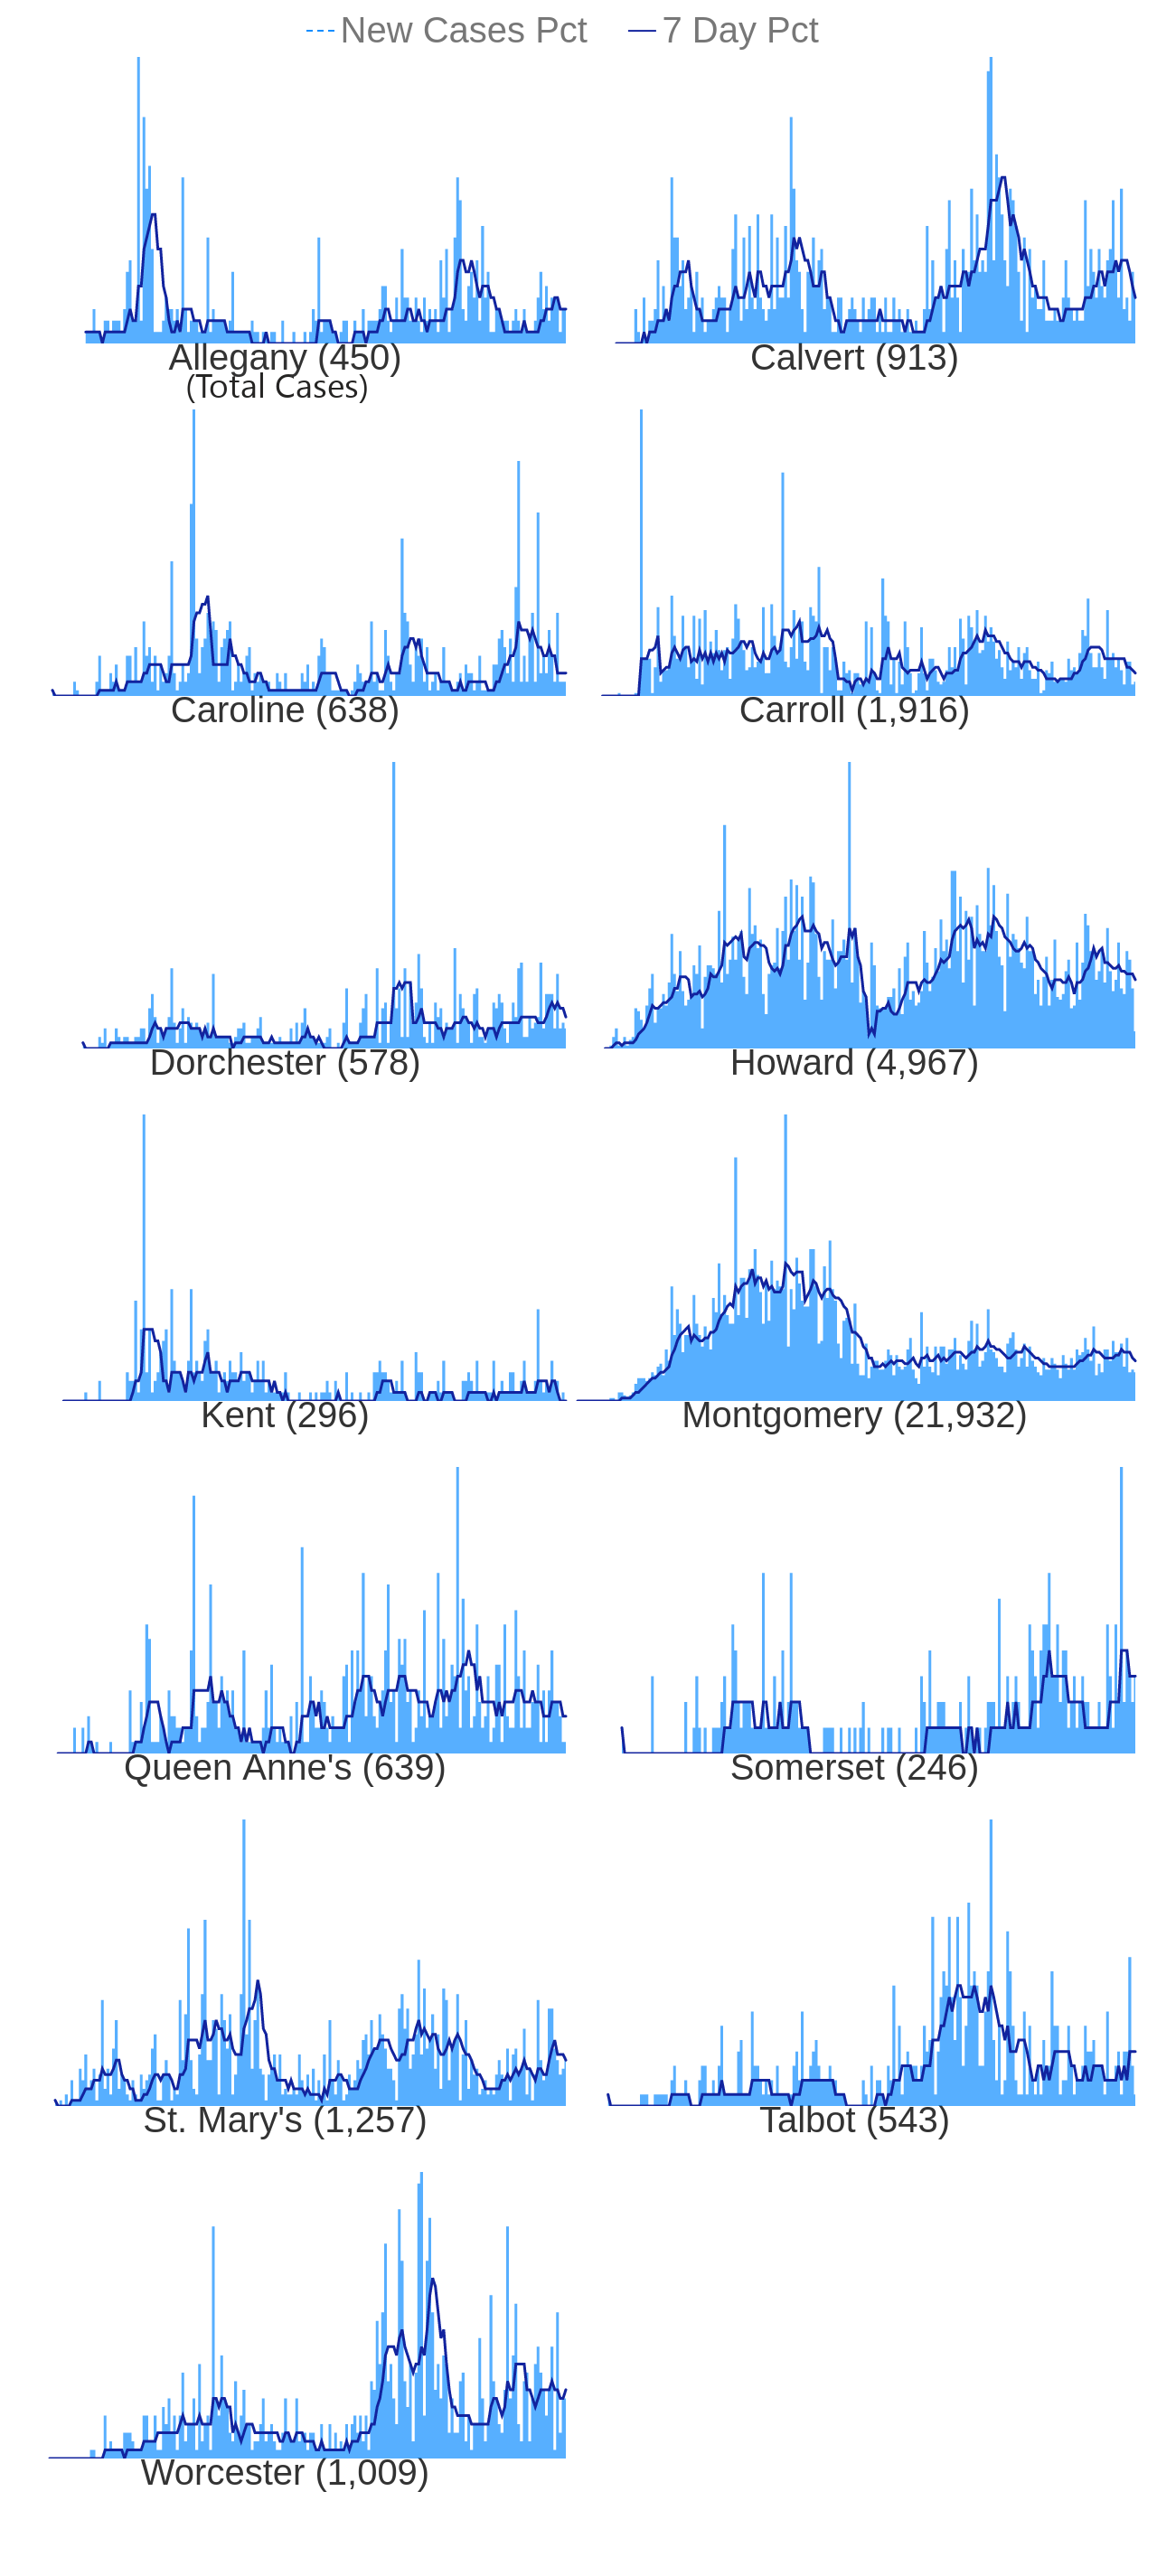 New Cases Pct 7 Day Pct
Allegany (450) Calvert (913)
(Total Cases)
Caroline (638) Carroll (1,916)
Dorchester (578) Howard (4,967)
Kent (296) Montgomery (21,932)
Queen Anne's (639) Somerset (246)
St. Mary's (1,257) Talbot (543)
Worcester (1,009)